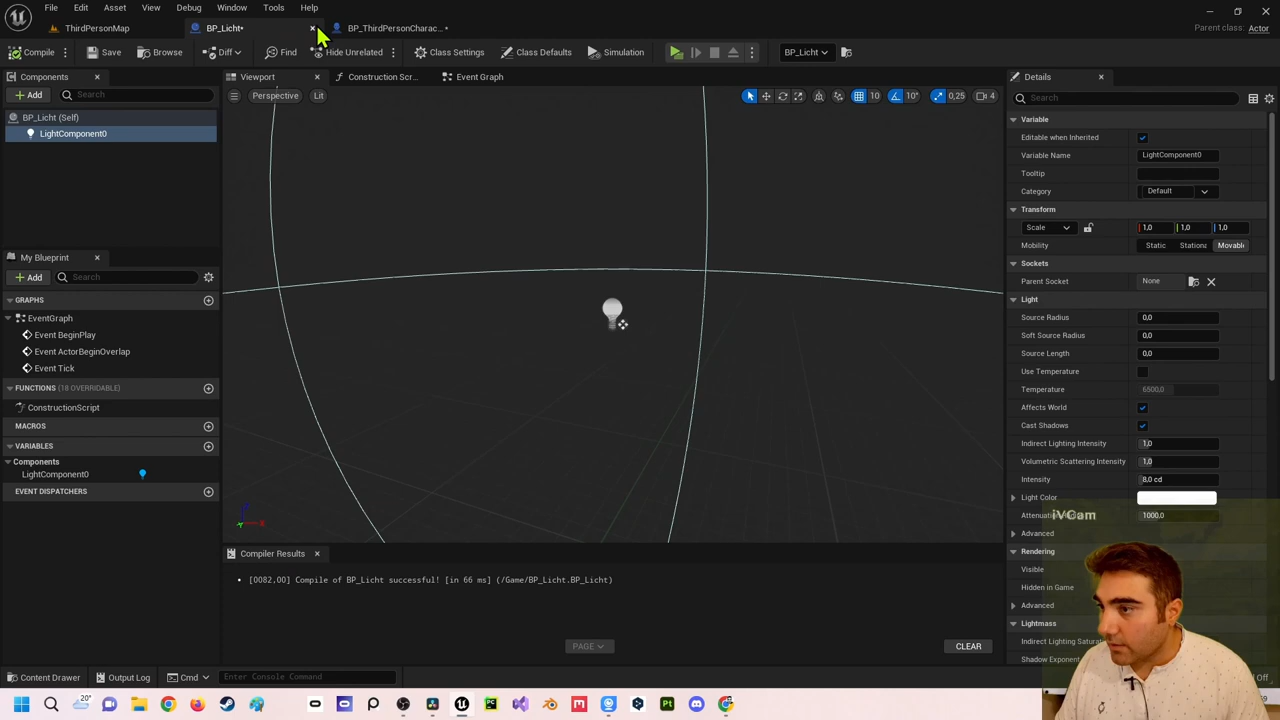 File Edit Asset View Debug Window Tools Help
ThirdPersonMap
BP_Licht*
BP_ThirdPersonCharac... *
Parent class: Actor
Compile
Save
Browse
Diff
Find
Hide Unrelated
Class Settings
Class Defaults
Simulation
BP_Licht
Components
Add
Search
BP_Licht (Self)
LightComponent0
My Blueprint
Add
Search
GRAPHS
EventGraph
Event BeginPlay
Event ActorBeginOverlap
Event Tick
FUNCTIONS (18 OVERRIDABLE)
ConstructionScript
MACROS
VARIABLES
Components
LightComponent0
EVENT DISPATCHERS
Viewport
Construction Scr...
Event Graph
Perspective
Lit
10
10°
0,25
4
Compiler Results
[0082,00] Compile of BP_Licht successful! [in 66 ms] (/Game/BP_Licht.BP_Licht)
PAGE
CLEAR
Details
Search
Variable
Editable when Inherited
Variable Name LightComponent0
Tooltip
Category Default
Transform
Scale 1,0 1,0 1,0
Mobility Static Stationa Movable
Sockets
Parent Socket None
Light
Source Radius 0,0
Soft Source Radius 0,0
Source Length 0,0
Use Temperature
Temperature 6500,0
Affects World
Cast Shadows
Indirect Lighting Intensity 1,0
Volumetric Scattering Intensity 1,0
Intensity 8,0 cd
Light Color
1000,0
iVCam
Advanced
Rendering
Visible
Hidden in Game
Advanced
Lightmass
Indirect Lighting Satura
Shadow Exponent
Content Drawer
Output Log
Cmd
Enter Console Command
Off
20°